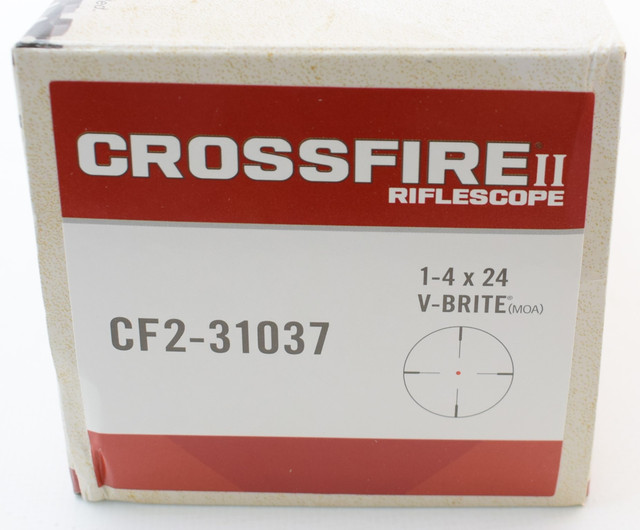 CROSSFIRE® II
RIFLESCOPE
1-4 x 24
V-BRITE® (MOA)
CF2-31037